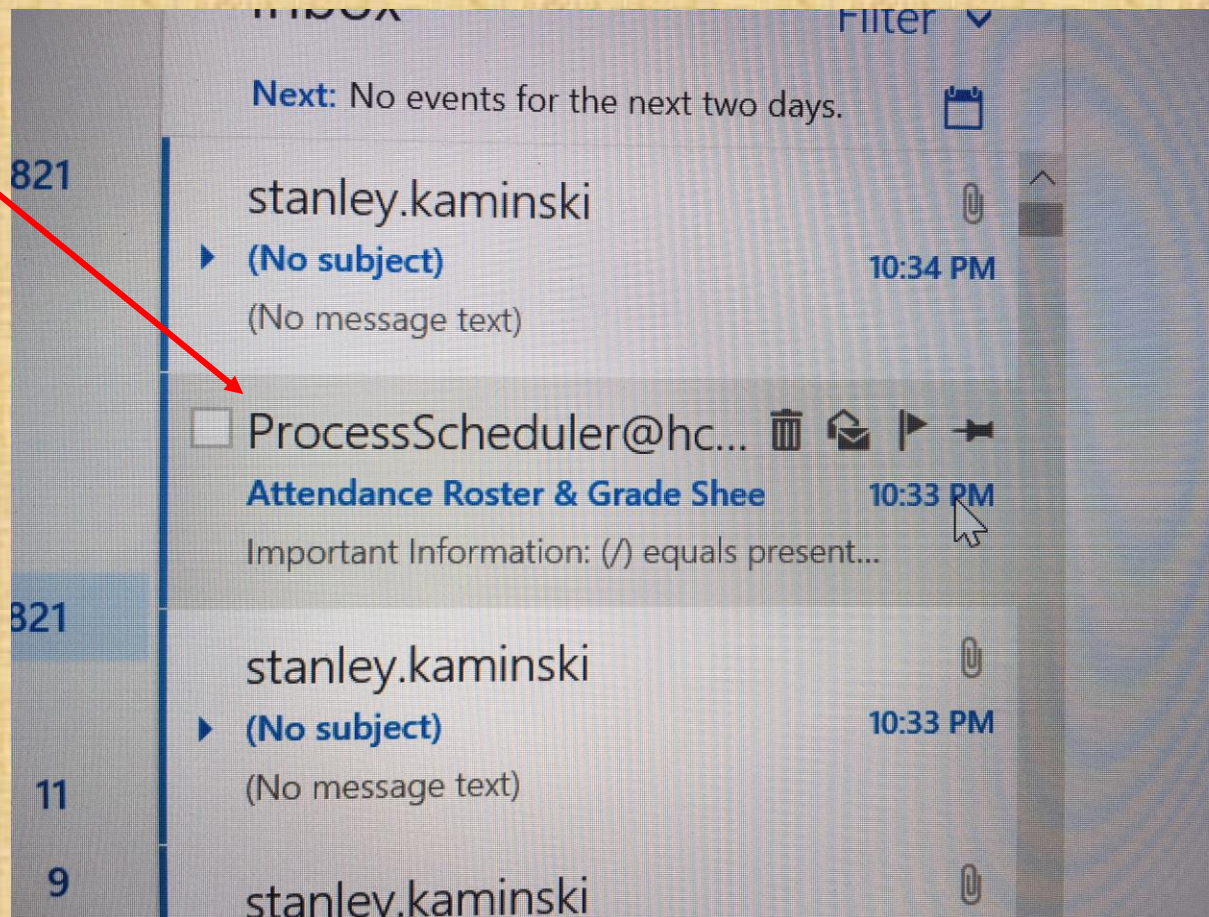 Inbox
Filter
Next: No events for the next two days.
821
stanley.kaminski
(No subject)
10:34 PM
(No message text)
ProcessScheduler@hc...
Attendance Roster & Grade Shee
10:33 PM
Important Information: (/) equals present...
821
stanley.kaminski
(No subject)
10:33 PM
(No message text)
11
9
stanley.kaminski